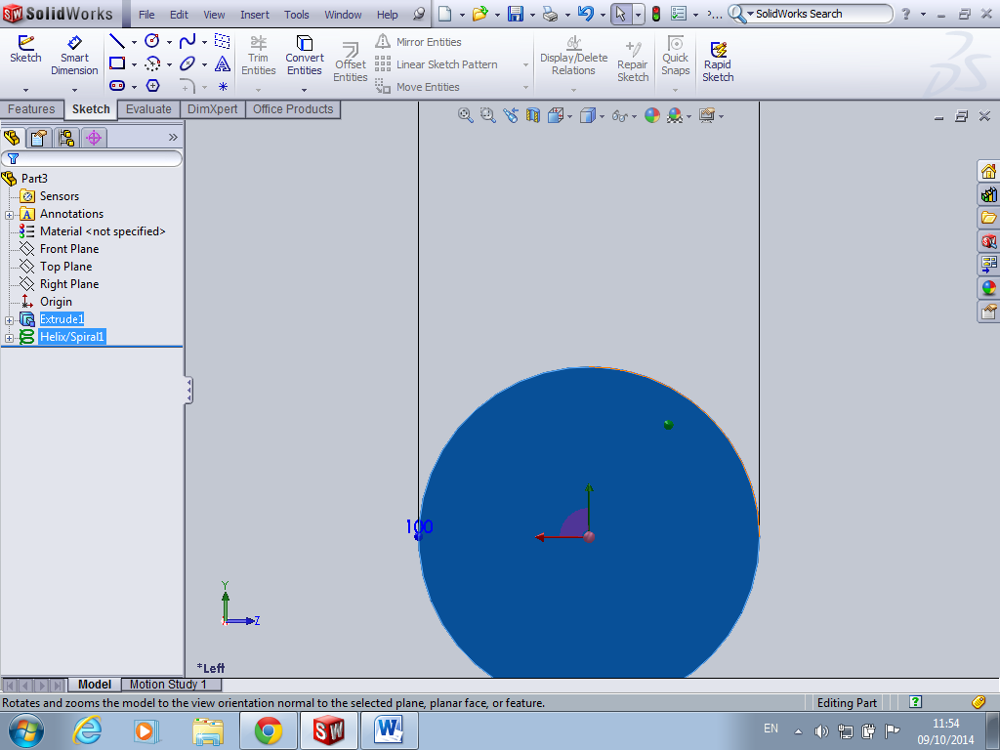 SolidWorks File Edit View Insert Tools Window Help SolidWorks Search
Sketch Smart Dimension Trim Entities Convert Entities Offset Entities Mirror Entities Linear Sketch Pattern Move Entities Display/Delete Relations Repair Sketch Quick Snaps Rapid Sketch
Features Sketch Evaluate DimXpert Office Products
Part3
Sensors
Annotations
Material <not specified>
Front Plane
Top Plane
Right Plane
Origin
Extrude1
Helix/Spiral1
100
Y
Z
*Left
Model Motion Study 1
Rotates and zooms the model to the view orientation normal to the selected plane, planar face, or feature. Editing Part
EN 11:54
09/10/2014